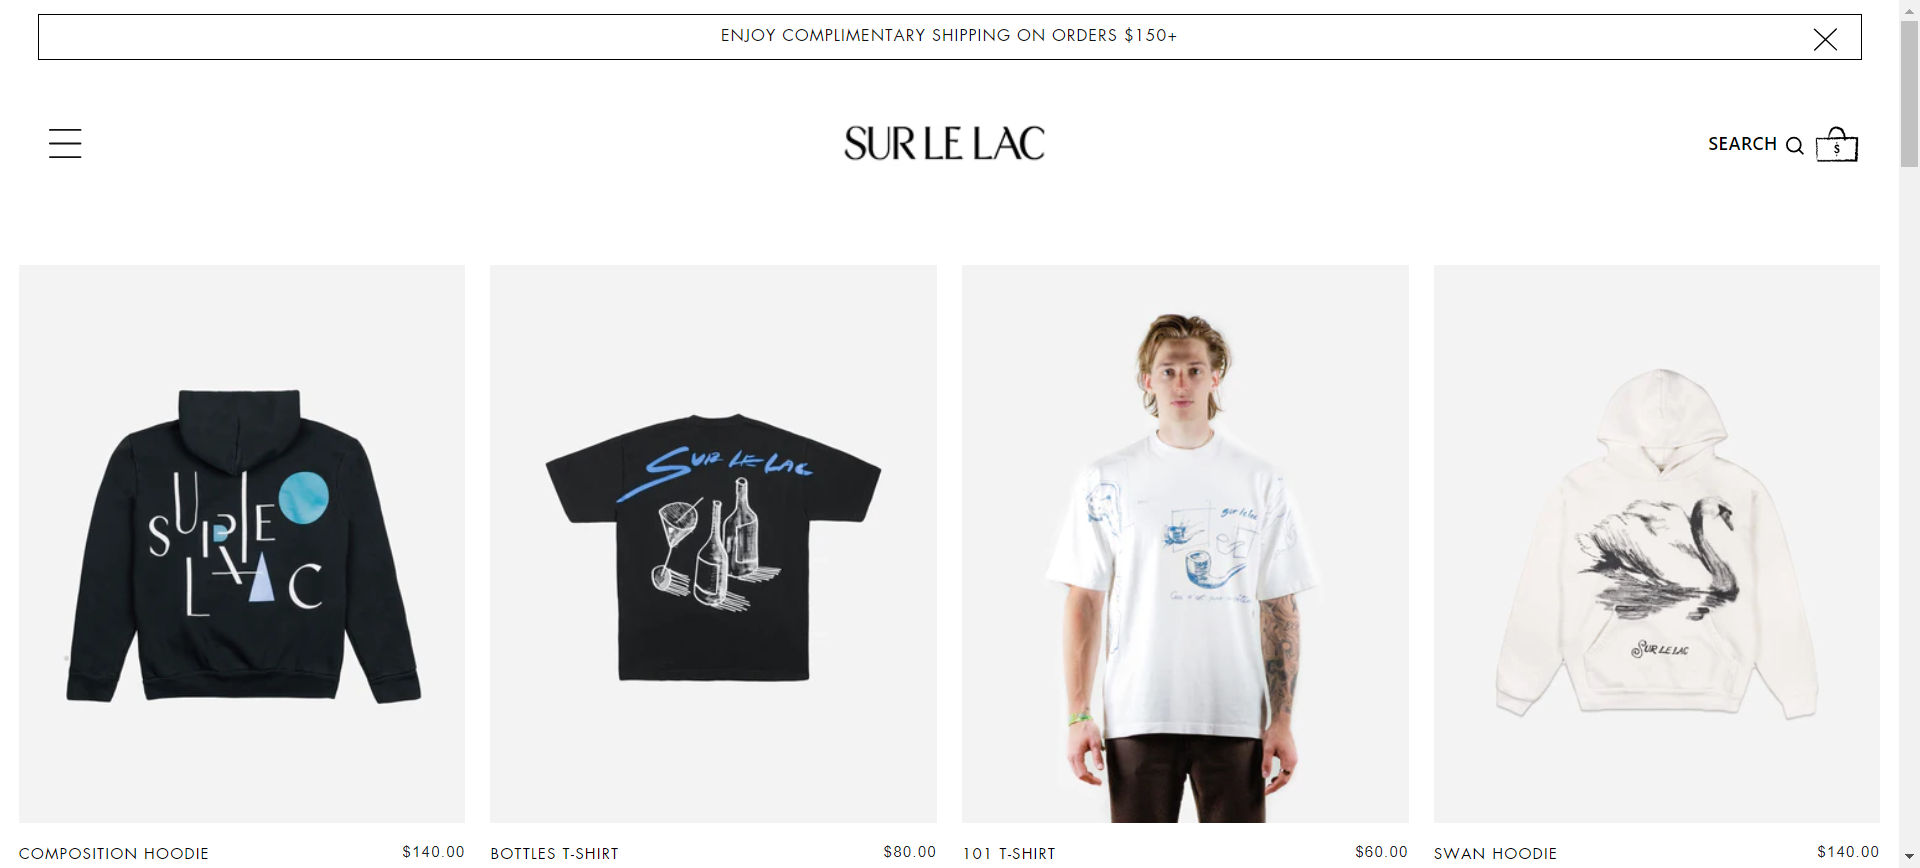 ENJOY COMPLIMENTARY SHIPPING ON ORDERS $150+
SUR LE LAC
SEARCH
$
SUR LE
LAC
SUR LE LAC
sur le lac
SUR LE LAC
COMPOSITION HOODIE $140.00
BOTTLES T-SHIRT $80.00
101 T-SHIRT $60.00
SWAN HOODIE $140.00